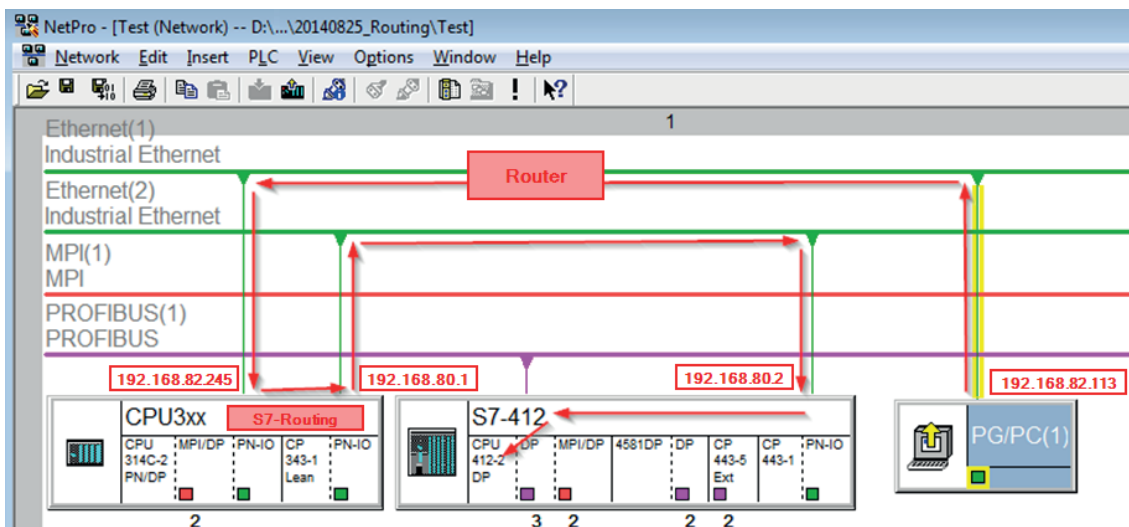 NetPro - [Test (Network) -- D:\...\20140825_Routing\Test]
Network Edit Insert PLC View Options Window Help
1
Ethernet(1)
Industrial Ethernet
Router
Ethernet(2)
Industrial Ethernet
MPI(1)
MPI
PROFIBUS(1)
PROFIBUS
192.168.82.245 192.168.80.1 192.168.80.2 192.168.82.113
CPU3xx
S7-Routing
CPU 314C-2 PN/DP
MPI/DP
PN-IO
CP 343-1 Lean
PN-IO
2
S7-412
CPU 412-2 DP
DP
MPI/DP
4581DP
DP
CP 443-5 Ext
CP 443-1
PN-IO
3 2 2 2
PG/PC(1)